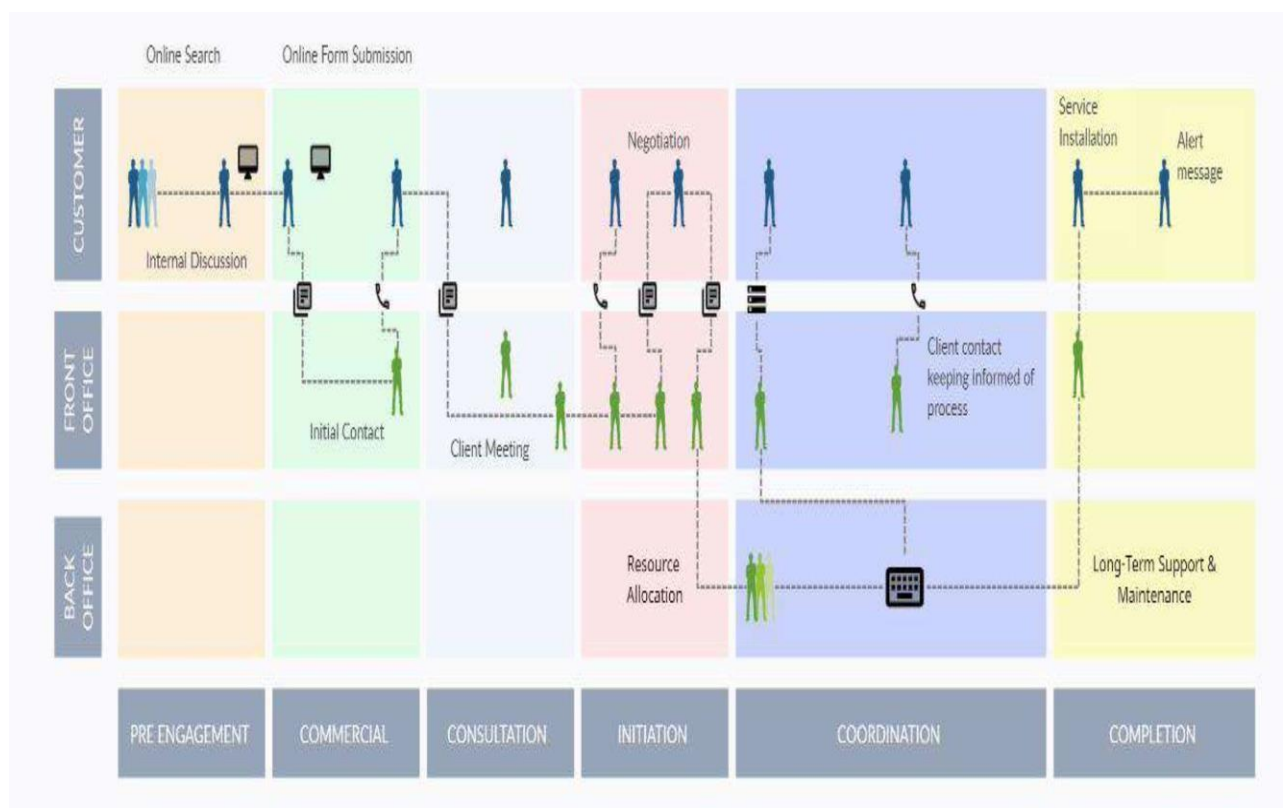 Online Search
Online Form Submission
CUSTOMER
Internal Discussion
Negotiation
Service
Installation
Alert
message
FRONT
OFFICE
Initial Contact
Client Meeting
Client contact
keeping informed of
process
BACK
OFFICE
Resource
Allocation
Long-Term Support &
Maintenance
PRE ENGAGEMENT
COMMERCIAL
CONSULTATION
INITIATION
COORDINATION
COMPLETION